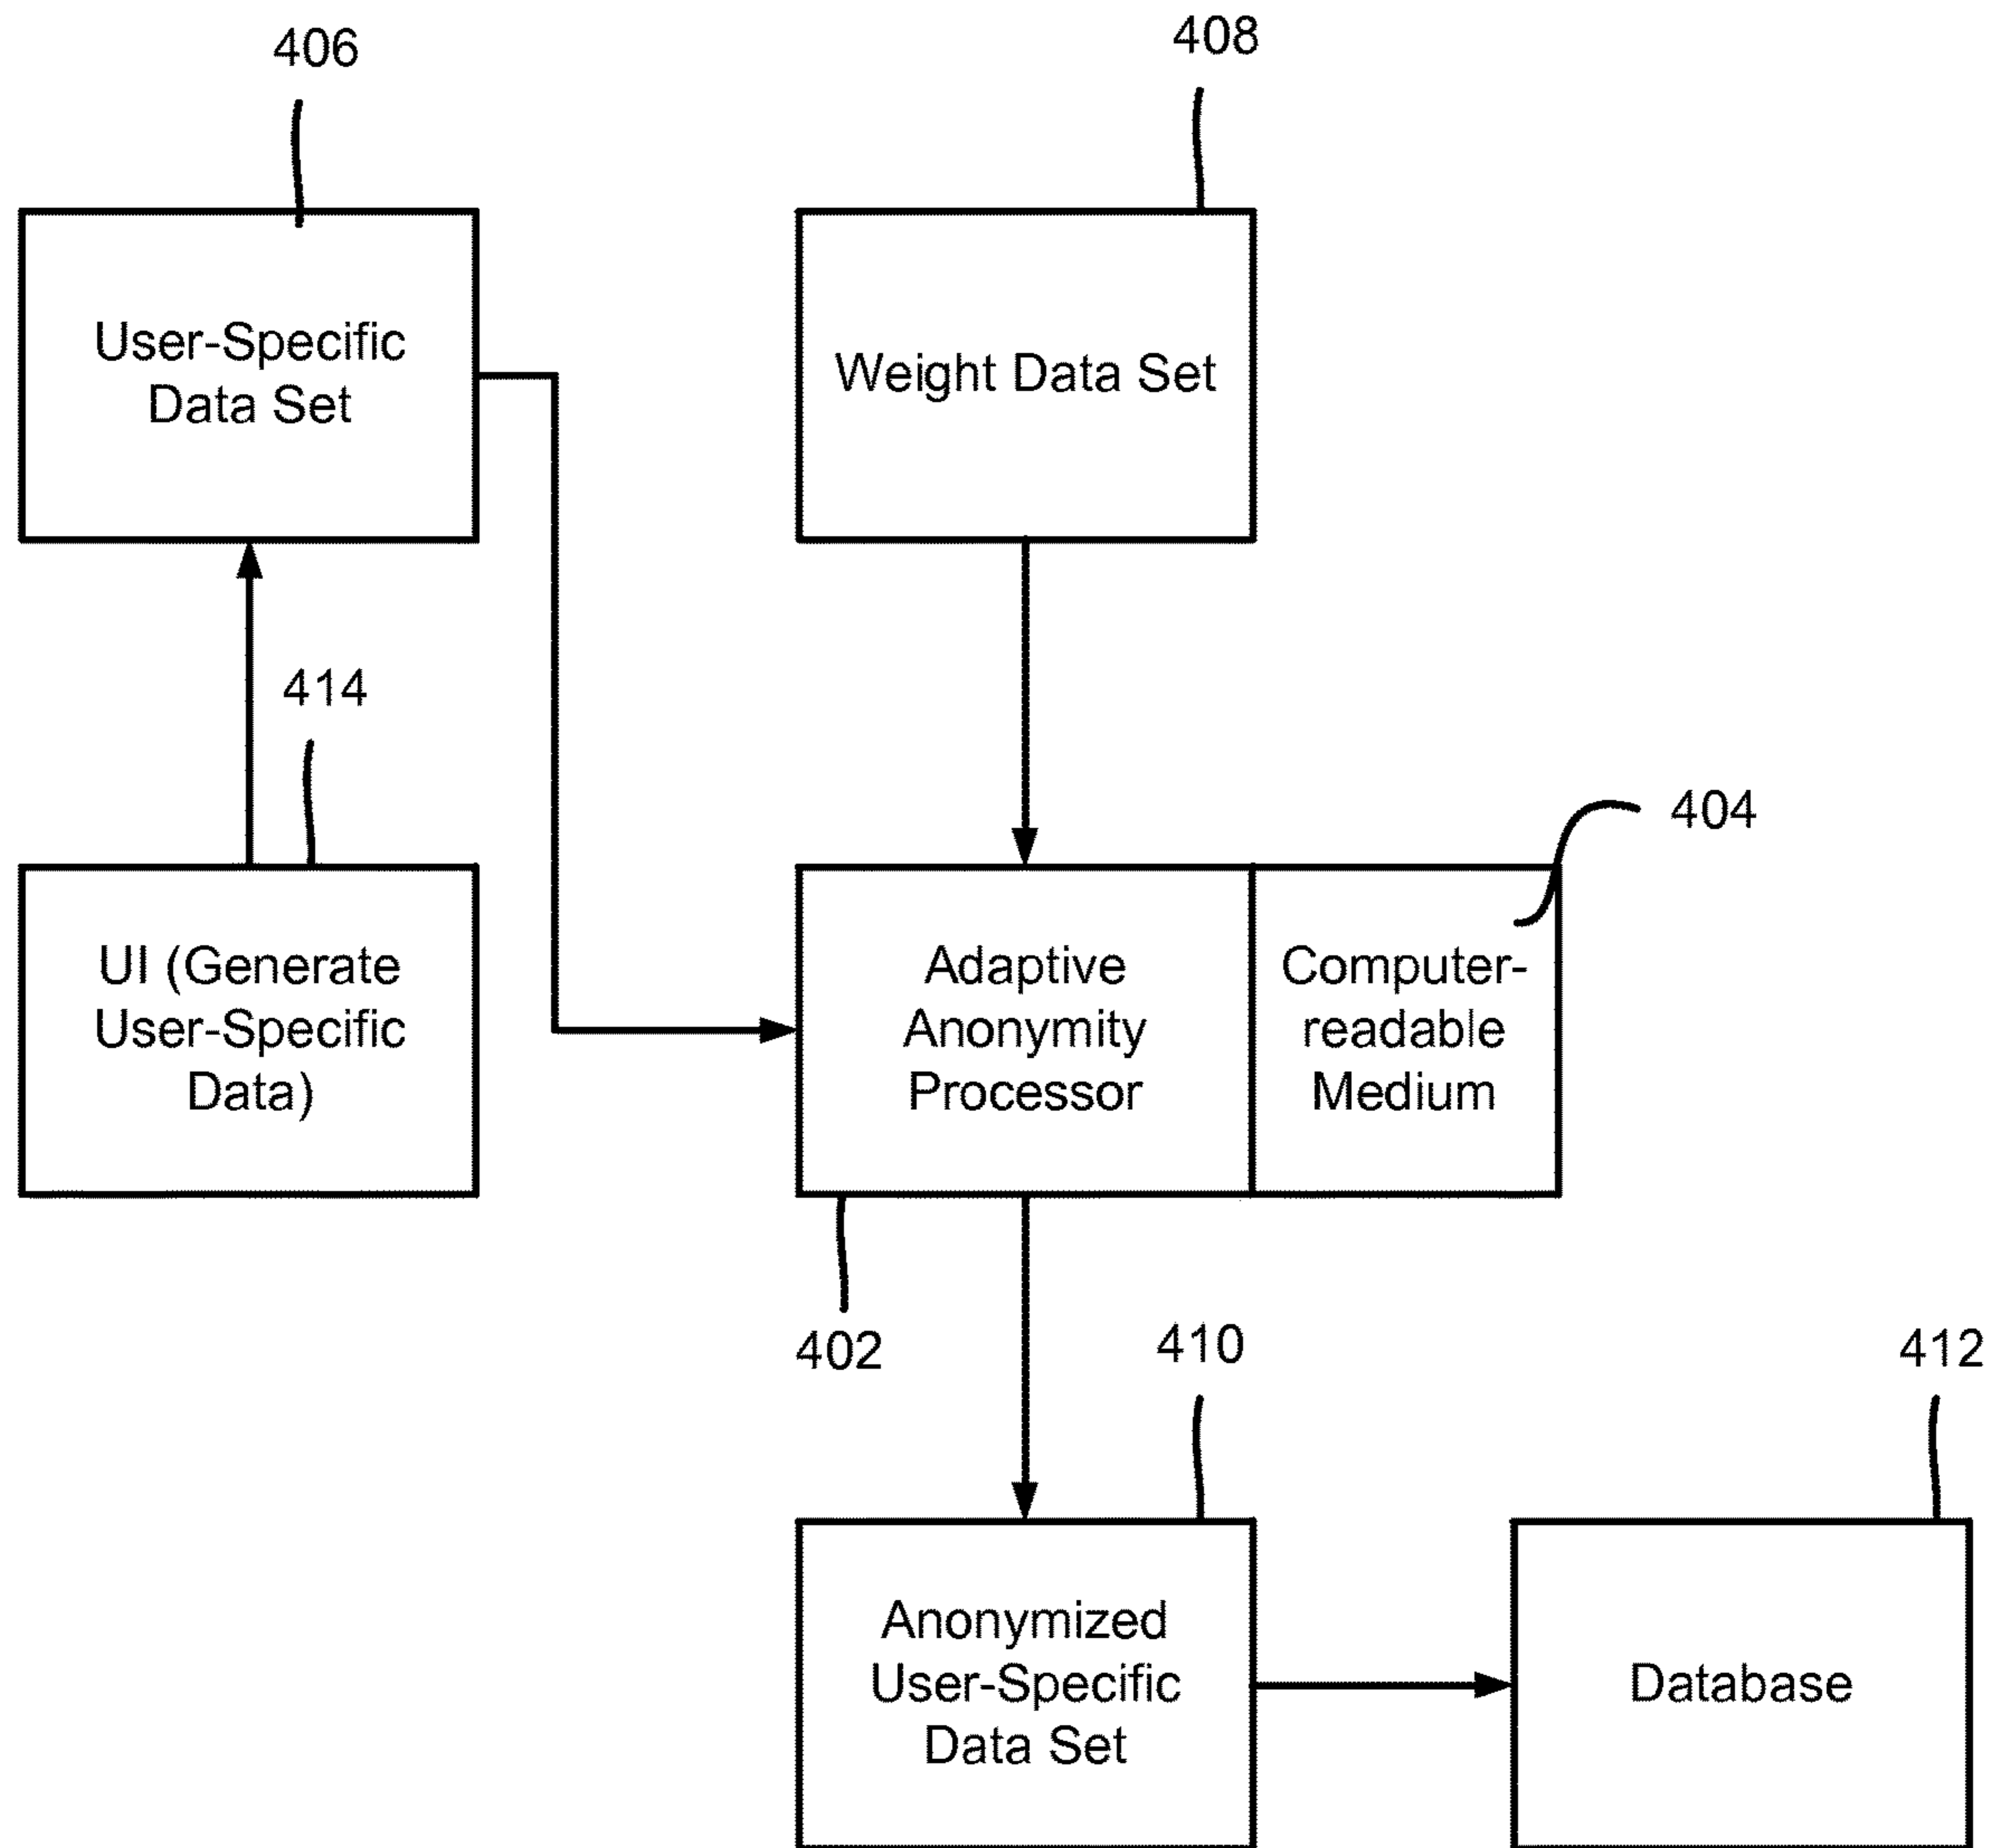 406
408
User-Specific
Data Set
Weight Data Set
414
404
UI (Generate
User-Specific
Data)
Adaptive
Anonymity
Processor
Computer-
readable
Medium
402
410
412
Anonymized
User-Specific
Data Set
Database